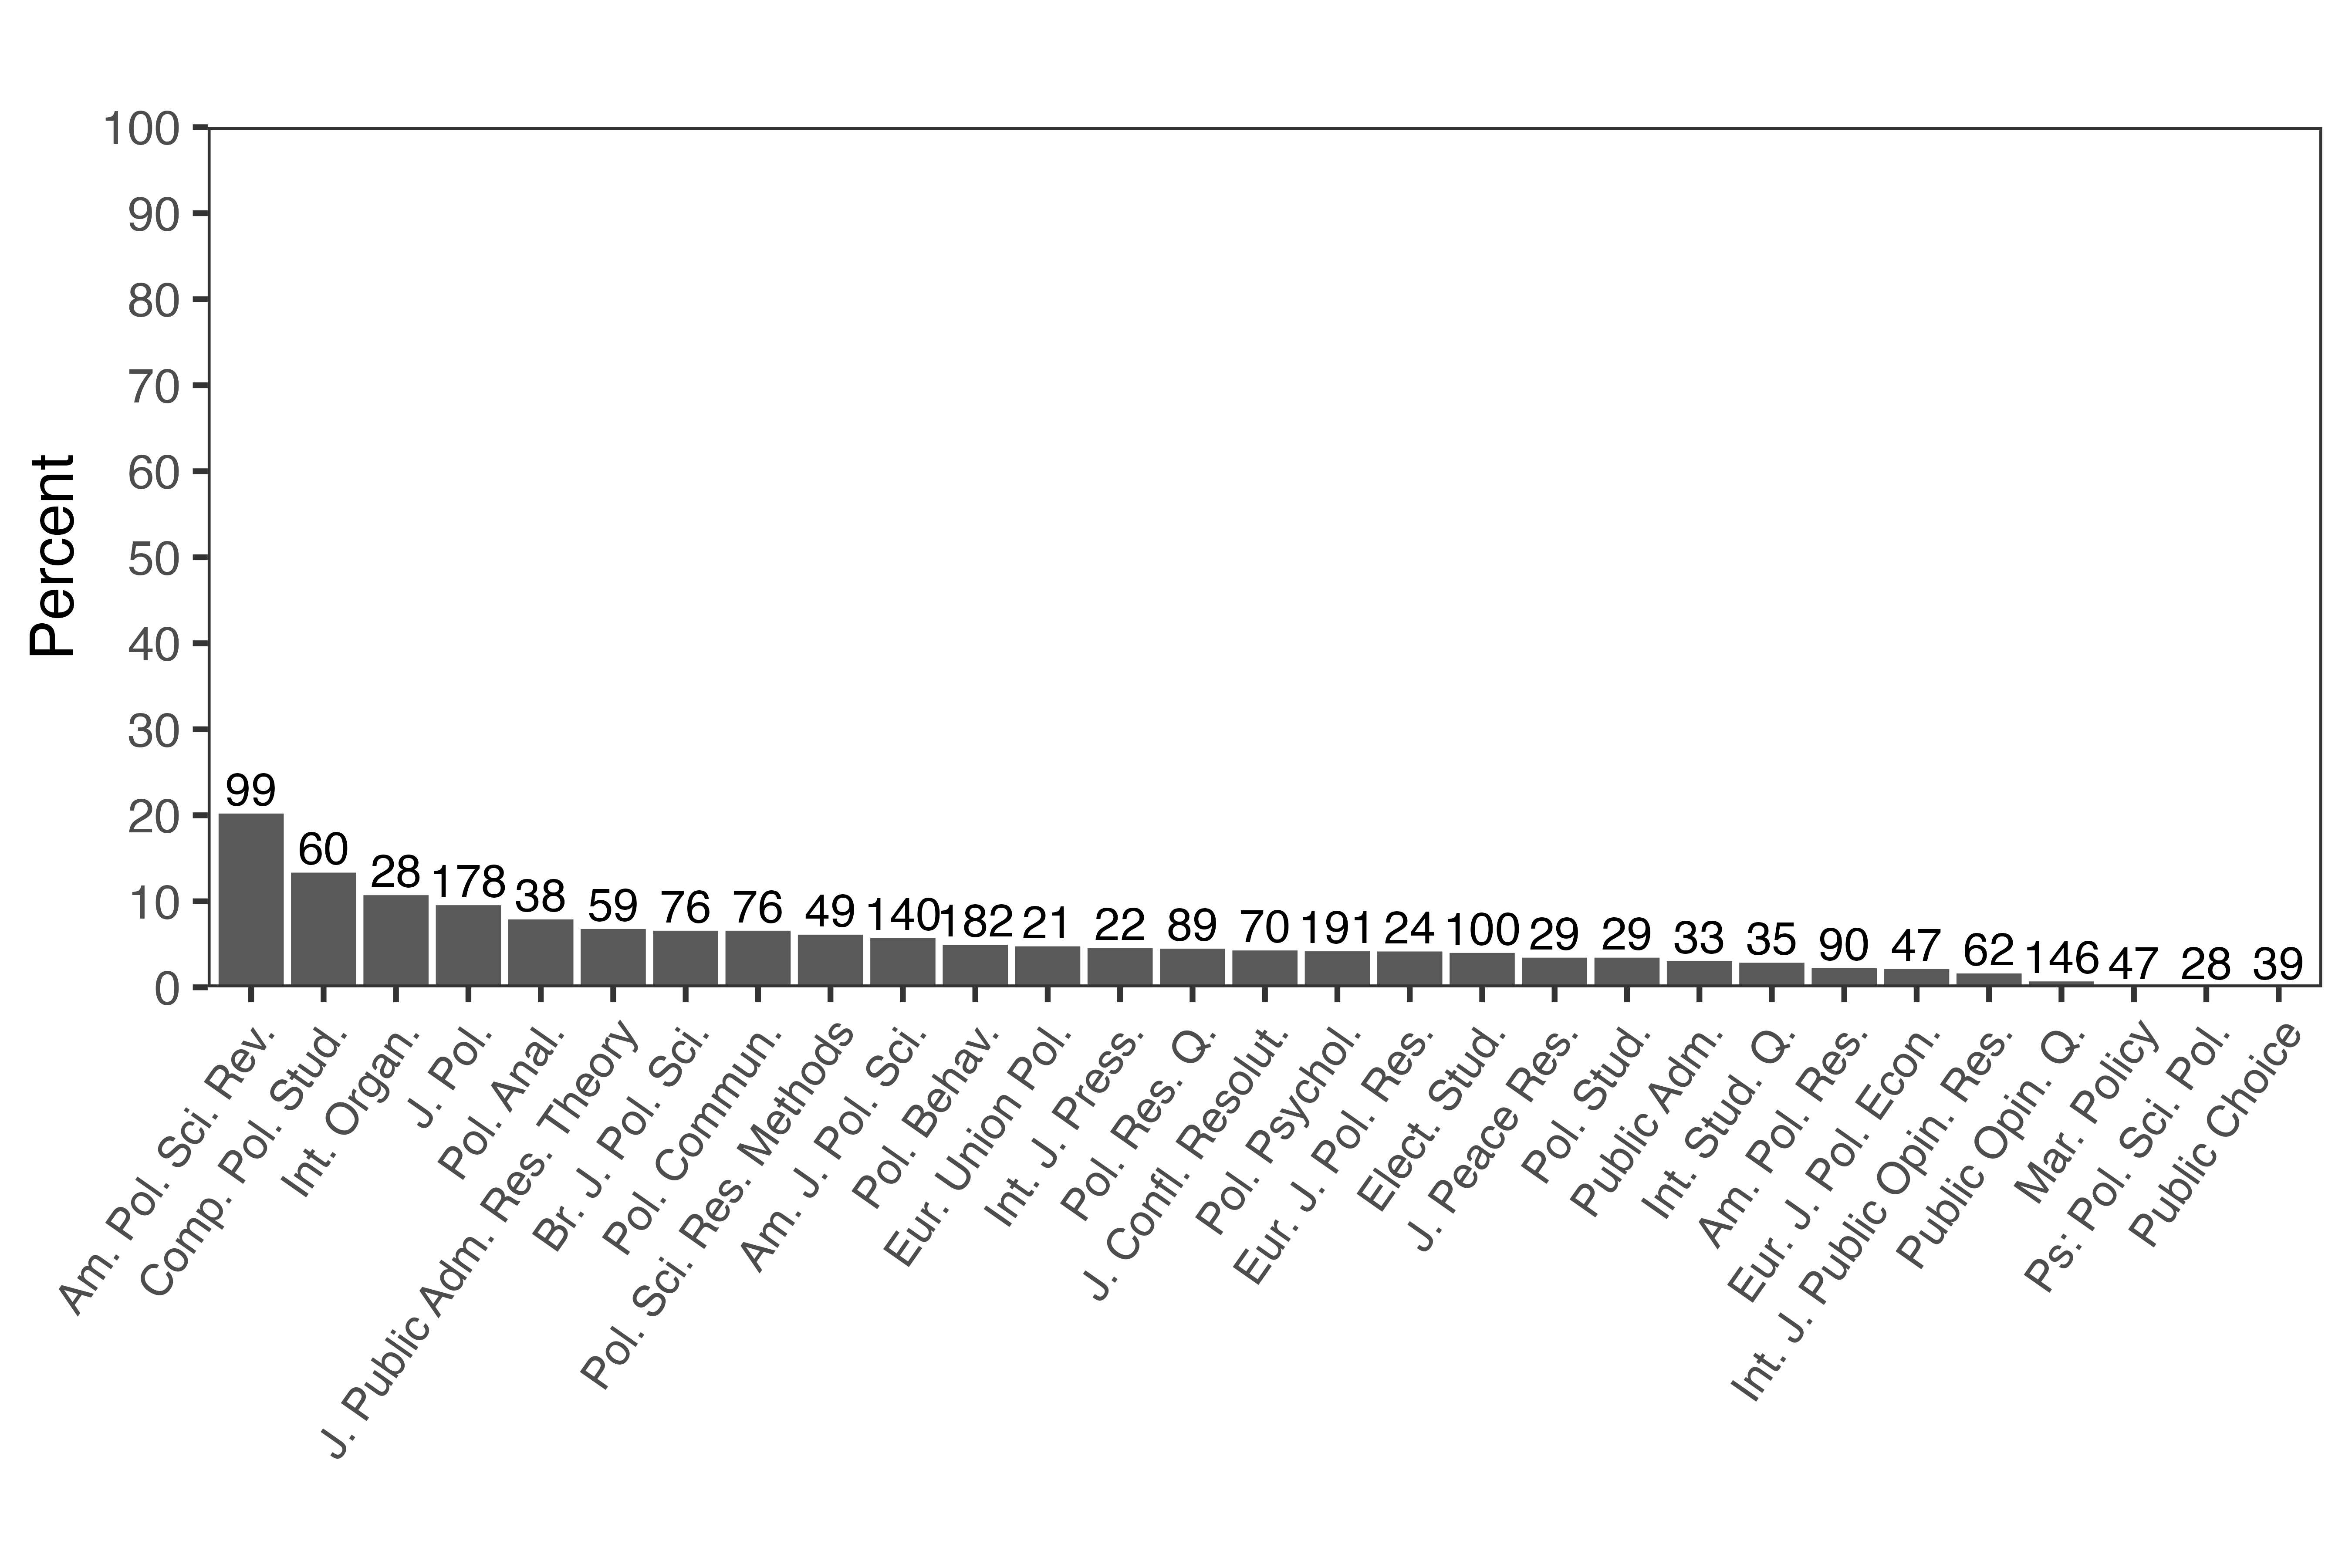 Percent
100
90
80
70
60
50
40
30
20
10
0
99
60
28
178
38
59
76
76
49
140
182
21
22
89
70
191
24
100
29
29
33
35
90
47
62
146
47
28
39
Am. Pol. Sci. Rev.
Comp. Pol. Stud.
Int. Organ.
J. Pol.
Pol. Anal.
J. Public Adm. Res. Theory
Br. J. Pol. Sci.
Pol. Commun.
Pol. Sci. Res. Methods
Am. J. Pol. Sci.
Pol. Behav.
Eur. Union Pol.
Int. J. Press.
Pol. Res. Q.
J. Confl. Resolut.
Pol. Psychol.
Eur. J. Pol. Res.
Elect. Stud.
J. Peace Res.
Pol. Stud.
Public Adm.
Int. Stud. Q.
Am. Pol. Res.
Eur. J. Pol. Econ.
Int. J. Public Opin. Res.
Public Opin. Q.
Mar. Policy
Ps: Pol. Sci. Pol.
Public Choice